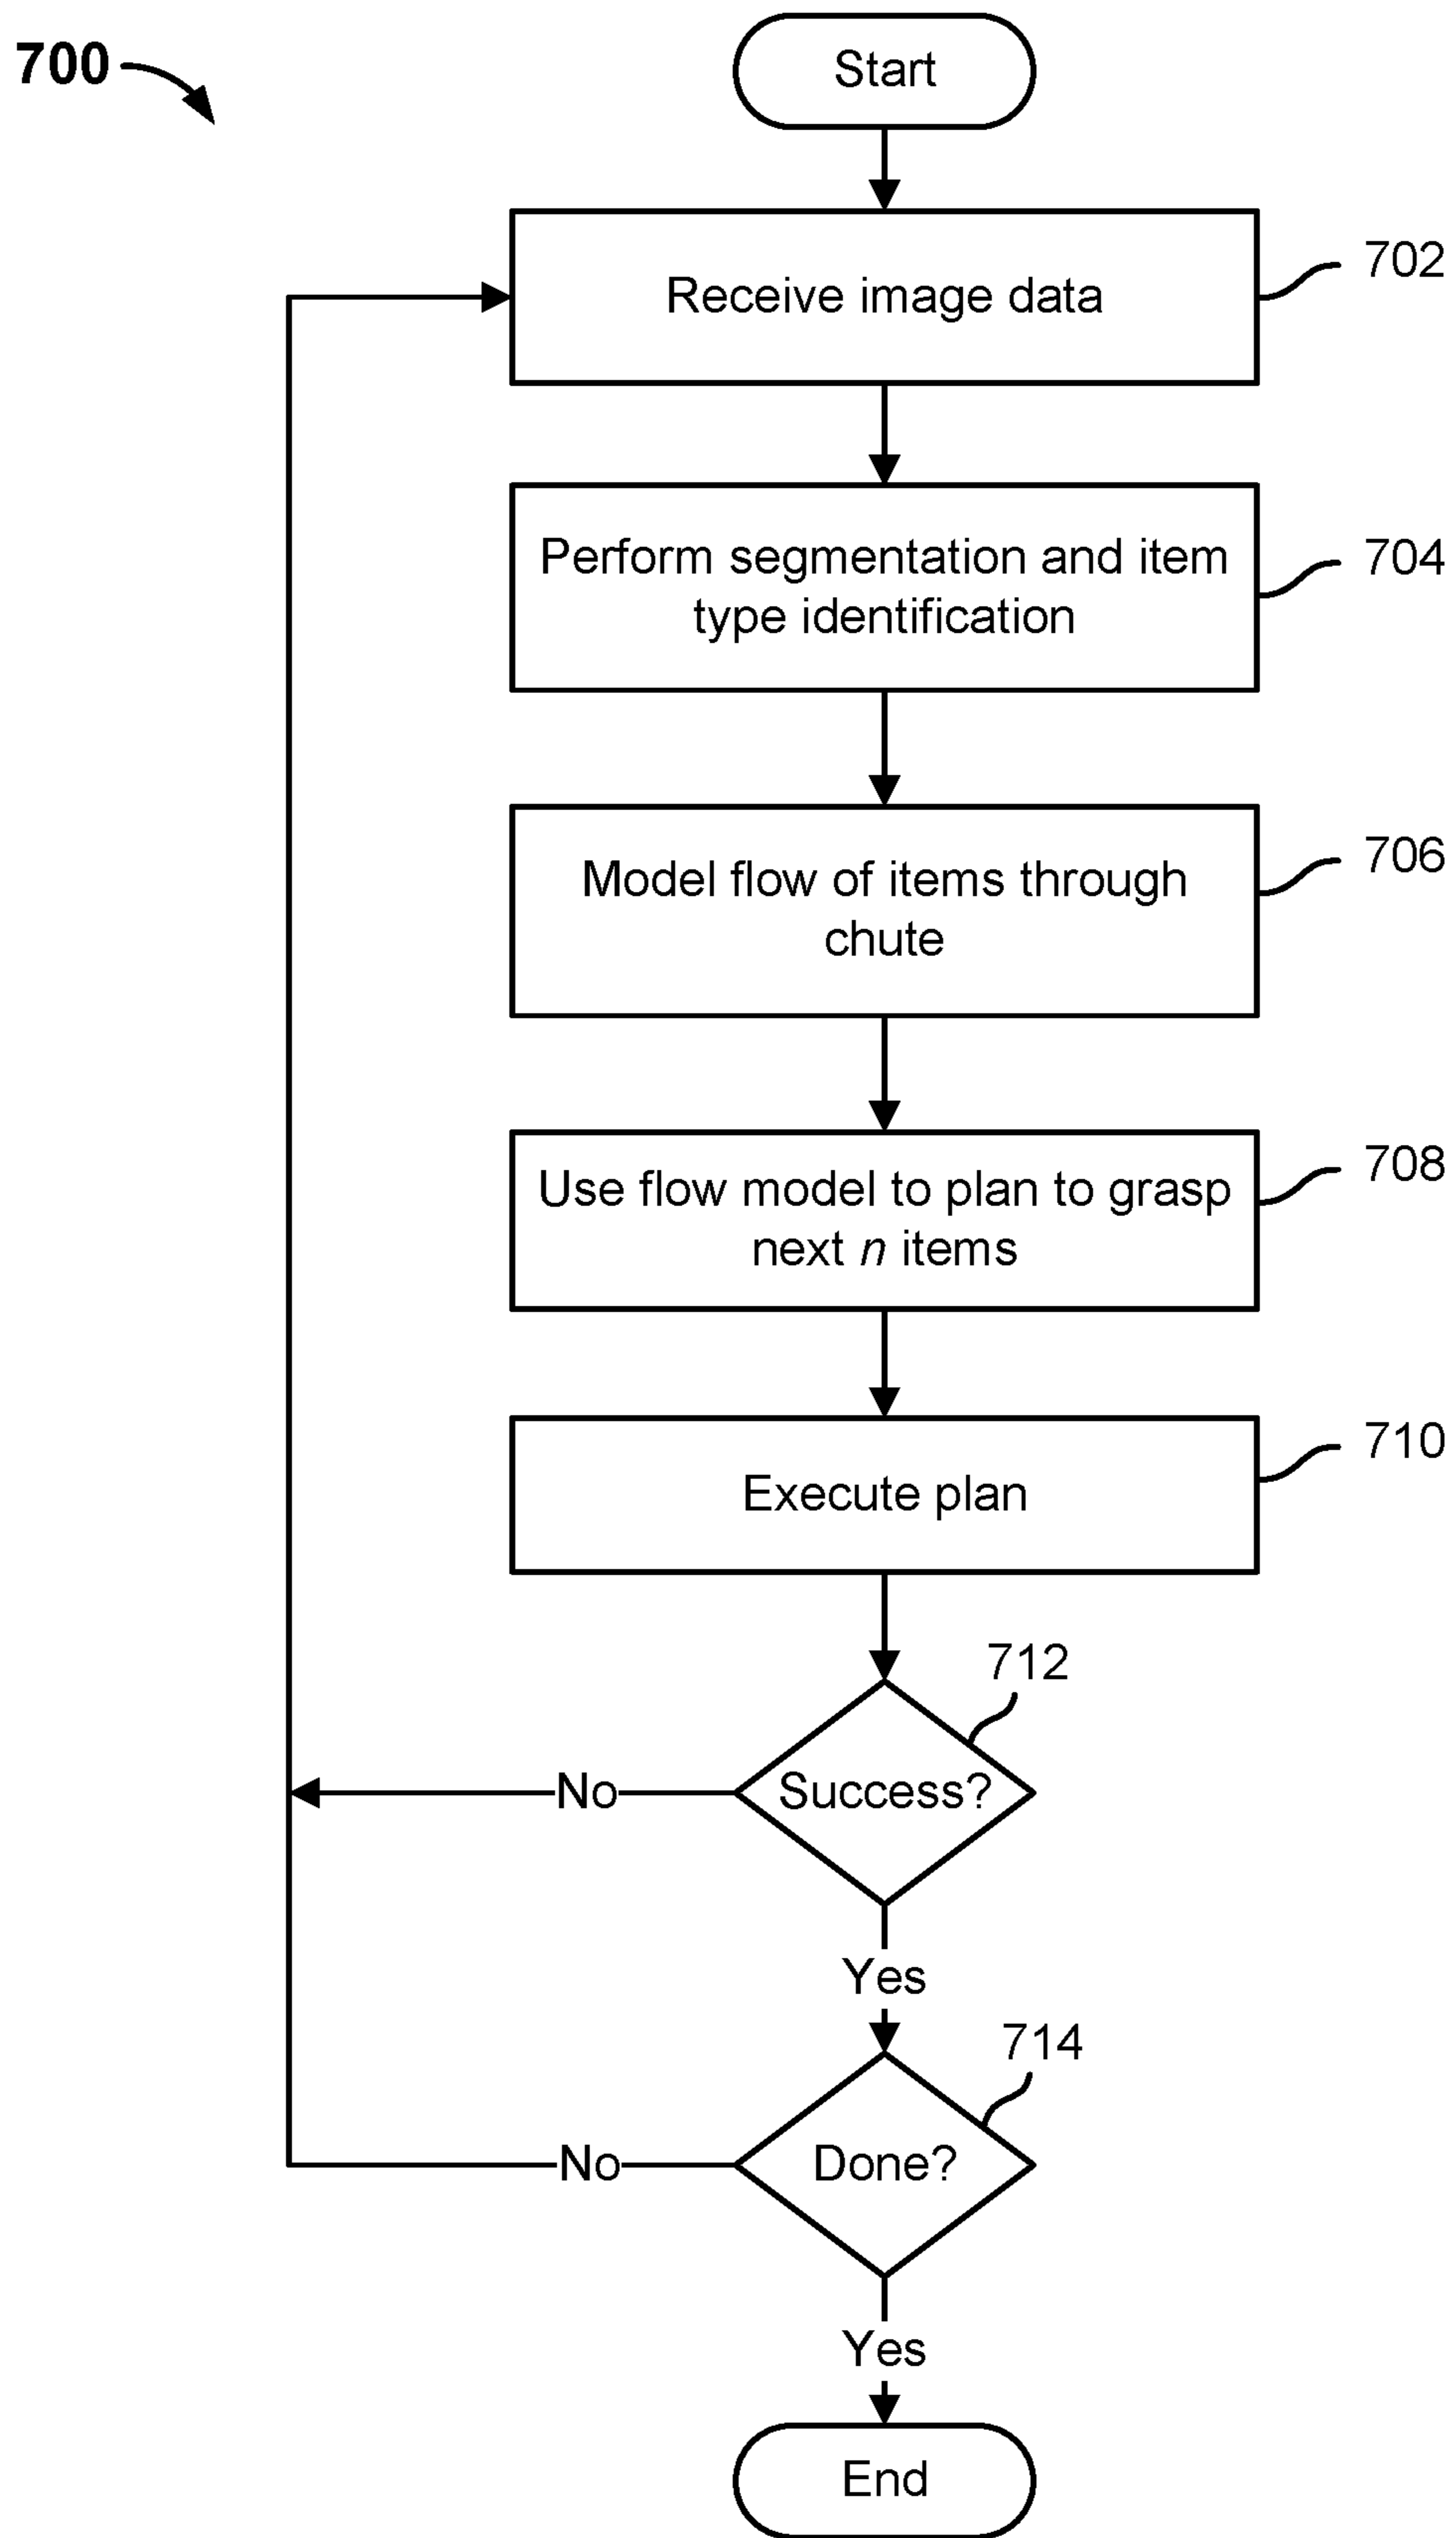 700
Start
Receive image data
702
Perform segmentation and item
type identification
704
Model flow of items through
chute
706
Use flow model to plan to grasp
next n items
708
Execute plan
710
712
Success?
No
Yes
714
Done?
No
Yes
End